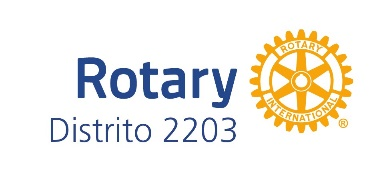 Rotary
Distrito 2203
ROTARY
INTERNATIONAL
®